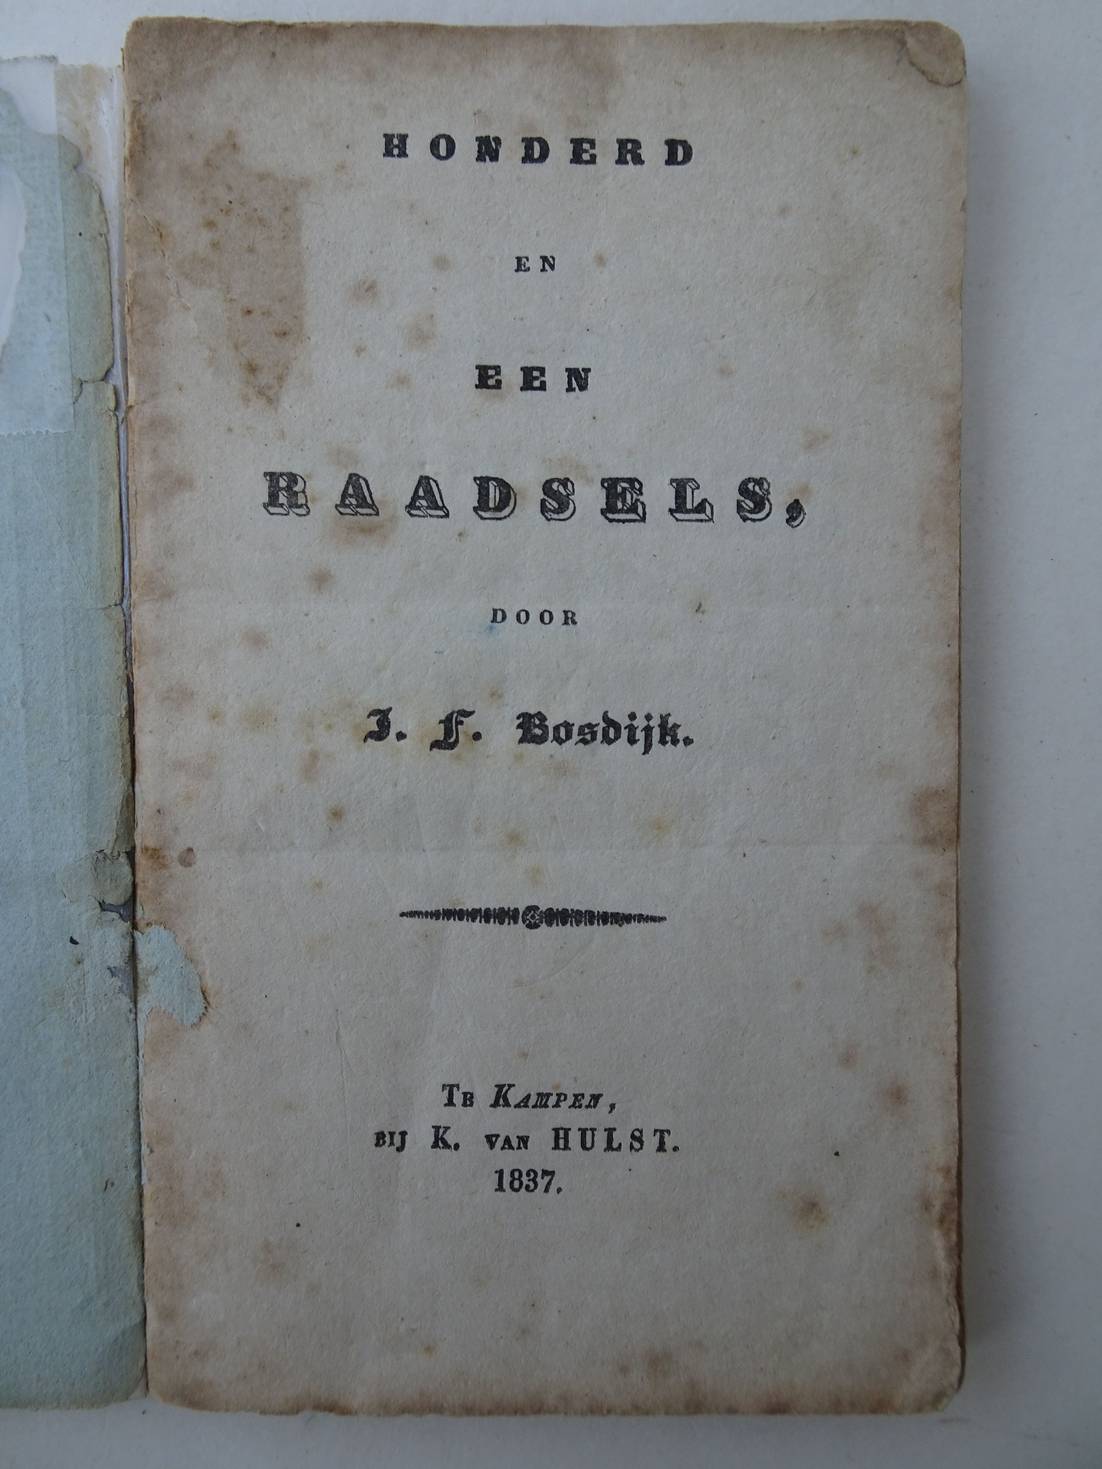 HONDERD
EN
EEN
RAADSELS,
DOOR
J. F. Bosdijk.
TE KAMPEN,
BIJ K. VAN HULST.
1837.